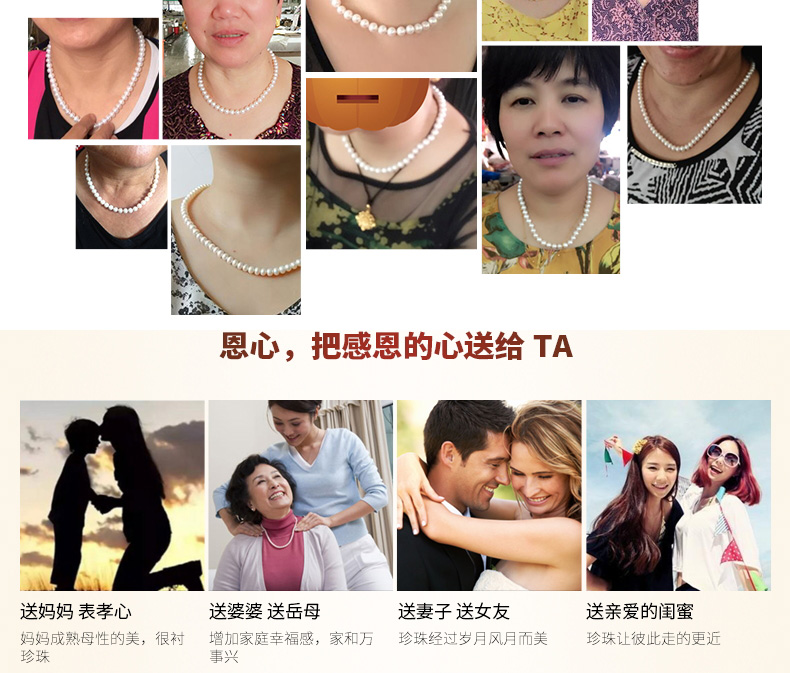 恩心，把感恩的心送给 TA
送妈妈 表孝心
妈妈成熟母性的美，很衬
珍珠
送婆婆 送岳母
增加家庭幸福感，家和万
事兴
送妻子 送女友
珍珠经过岁月风月而美
送亲爱的闺蜜
珍珠让彼此走的更近